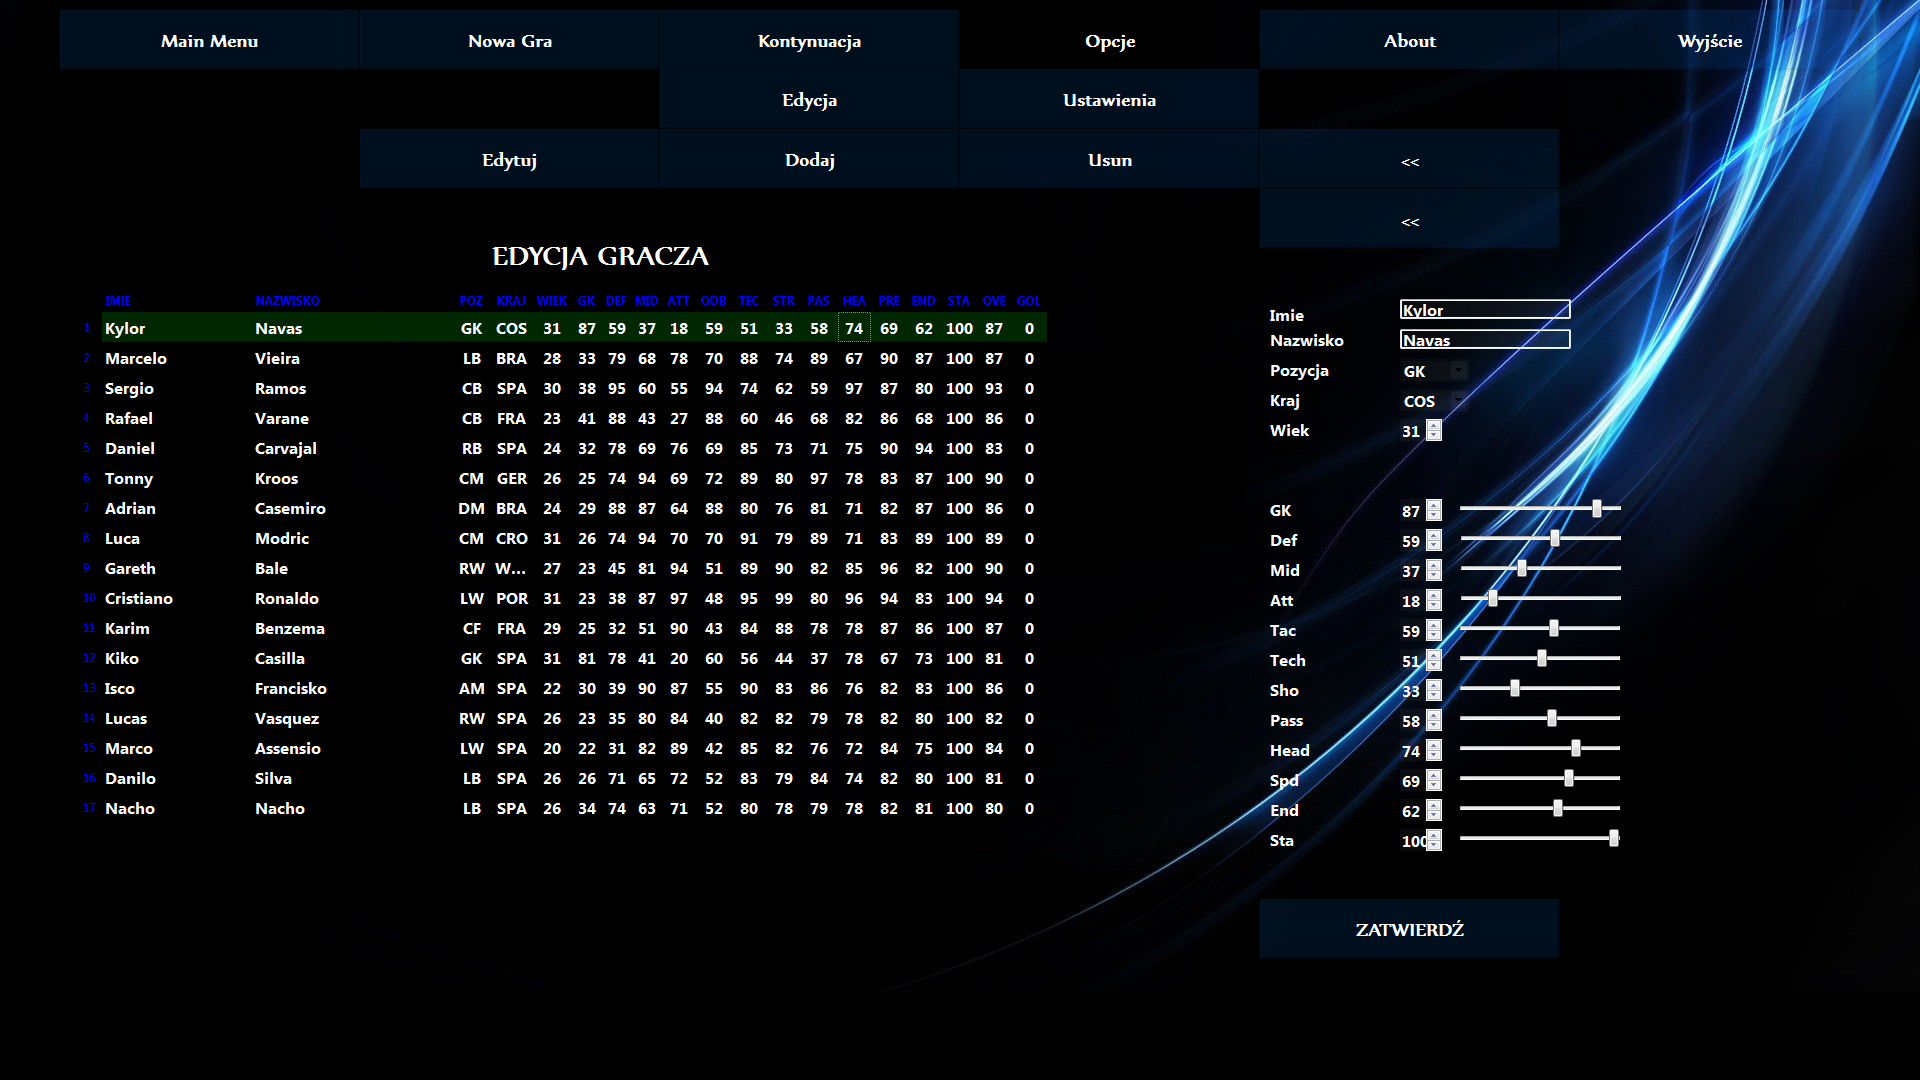 Main Menu Nowa Gra Kontynuacja Opcje About Wyjście
Edycja Ustawienia
Edytuj Dodaj Usun <<
<<
EDYCJA GRACZA
IMIE NAZWISKO POZ KRAJ WIEK GK DEF MID ATT ODB TEC STR PAS HEA PRE END STA OVE GOL
1 Kylor Navas GK COS 31 87 59 37 18 59 51 33 58 74 69 62 100 87 0
2 Marcelo Vieira LB BRA 28 33 79 68 78 70 88 74 89 67 90 87 100 87 0
3 Sergio Ramos CB SPA 30 38 95 60 55 94 74 62 59 97 87 80 100 93 0
4 Rafael Varane CB FRA 23 41 88 43 27 88 60 46 68 82 86 68 100 86 0
5 Daniel Carvajal RB SPA 24 32 78 69 76 69 85 73 71 75 90 94 100 83 0
6 Tonny Kroos CM GER 26 25 74 94 69 72 89 80 97 78 83 87 100 90 0
7 Adrian Casemiro DM BRA 24 29 88 87 64 88 80 76 81 71 82 87 100 86 0
8 Luca Modric CM CRO 31 26 74 94 70 70 91 79 89 71 83 89 100 89 0
9 Gareth Bale RW W... 27 23 45 81 94 51 89 90 82 85 96 82 100 90 0
10 Cristiano Ronaldo LW POR 31 23 38 87 97 48 95 99 80 96 94 83 100 94 0
11 Karim Benzema CF FRA 29 25 32 51 90 43 84 88 78 78 87 86 100 87 0
12 Kiko Casilla GK SPA 31 81 78 41 20 60 56 44 37 78 67 73 100 81 0
13 Isco Francisko AM SPA 22 30 39 90 87 55 90 83 86 76 82 83 100 86 0
14 Lucas Vasquez RW SPA 26 23 35 80 84 40 82 82 79 78 82 80 100 82 0
15 Marco Assensio LW SPA 20 22 31 82 89 42 85 82 76 72 84 75 100 84 0
16 Danilo Silva LB SPA 26 26 71 65 72 52 83 79 84 74 82 80 100 81 0
17 Nacho Nacho LB SPA 26 34 74 63 71 52 80 78 79 78 82 81 100 80 0
Imie Kylor
Nazwisko Navas
Pozycja GK
Kraj COS
Wiek 31
GK 87
Def 59
Mid 37
Att 18
Tac 59
Tech 51
Sho 33
Pass 58
Head 74
Spd 69
End 62
Sta 100
ZATWIERDŹ